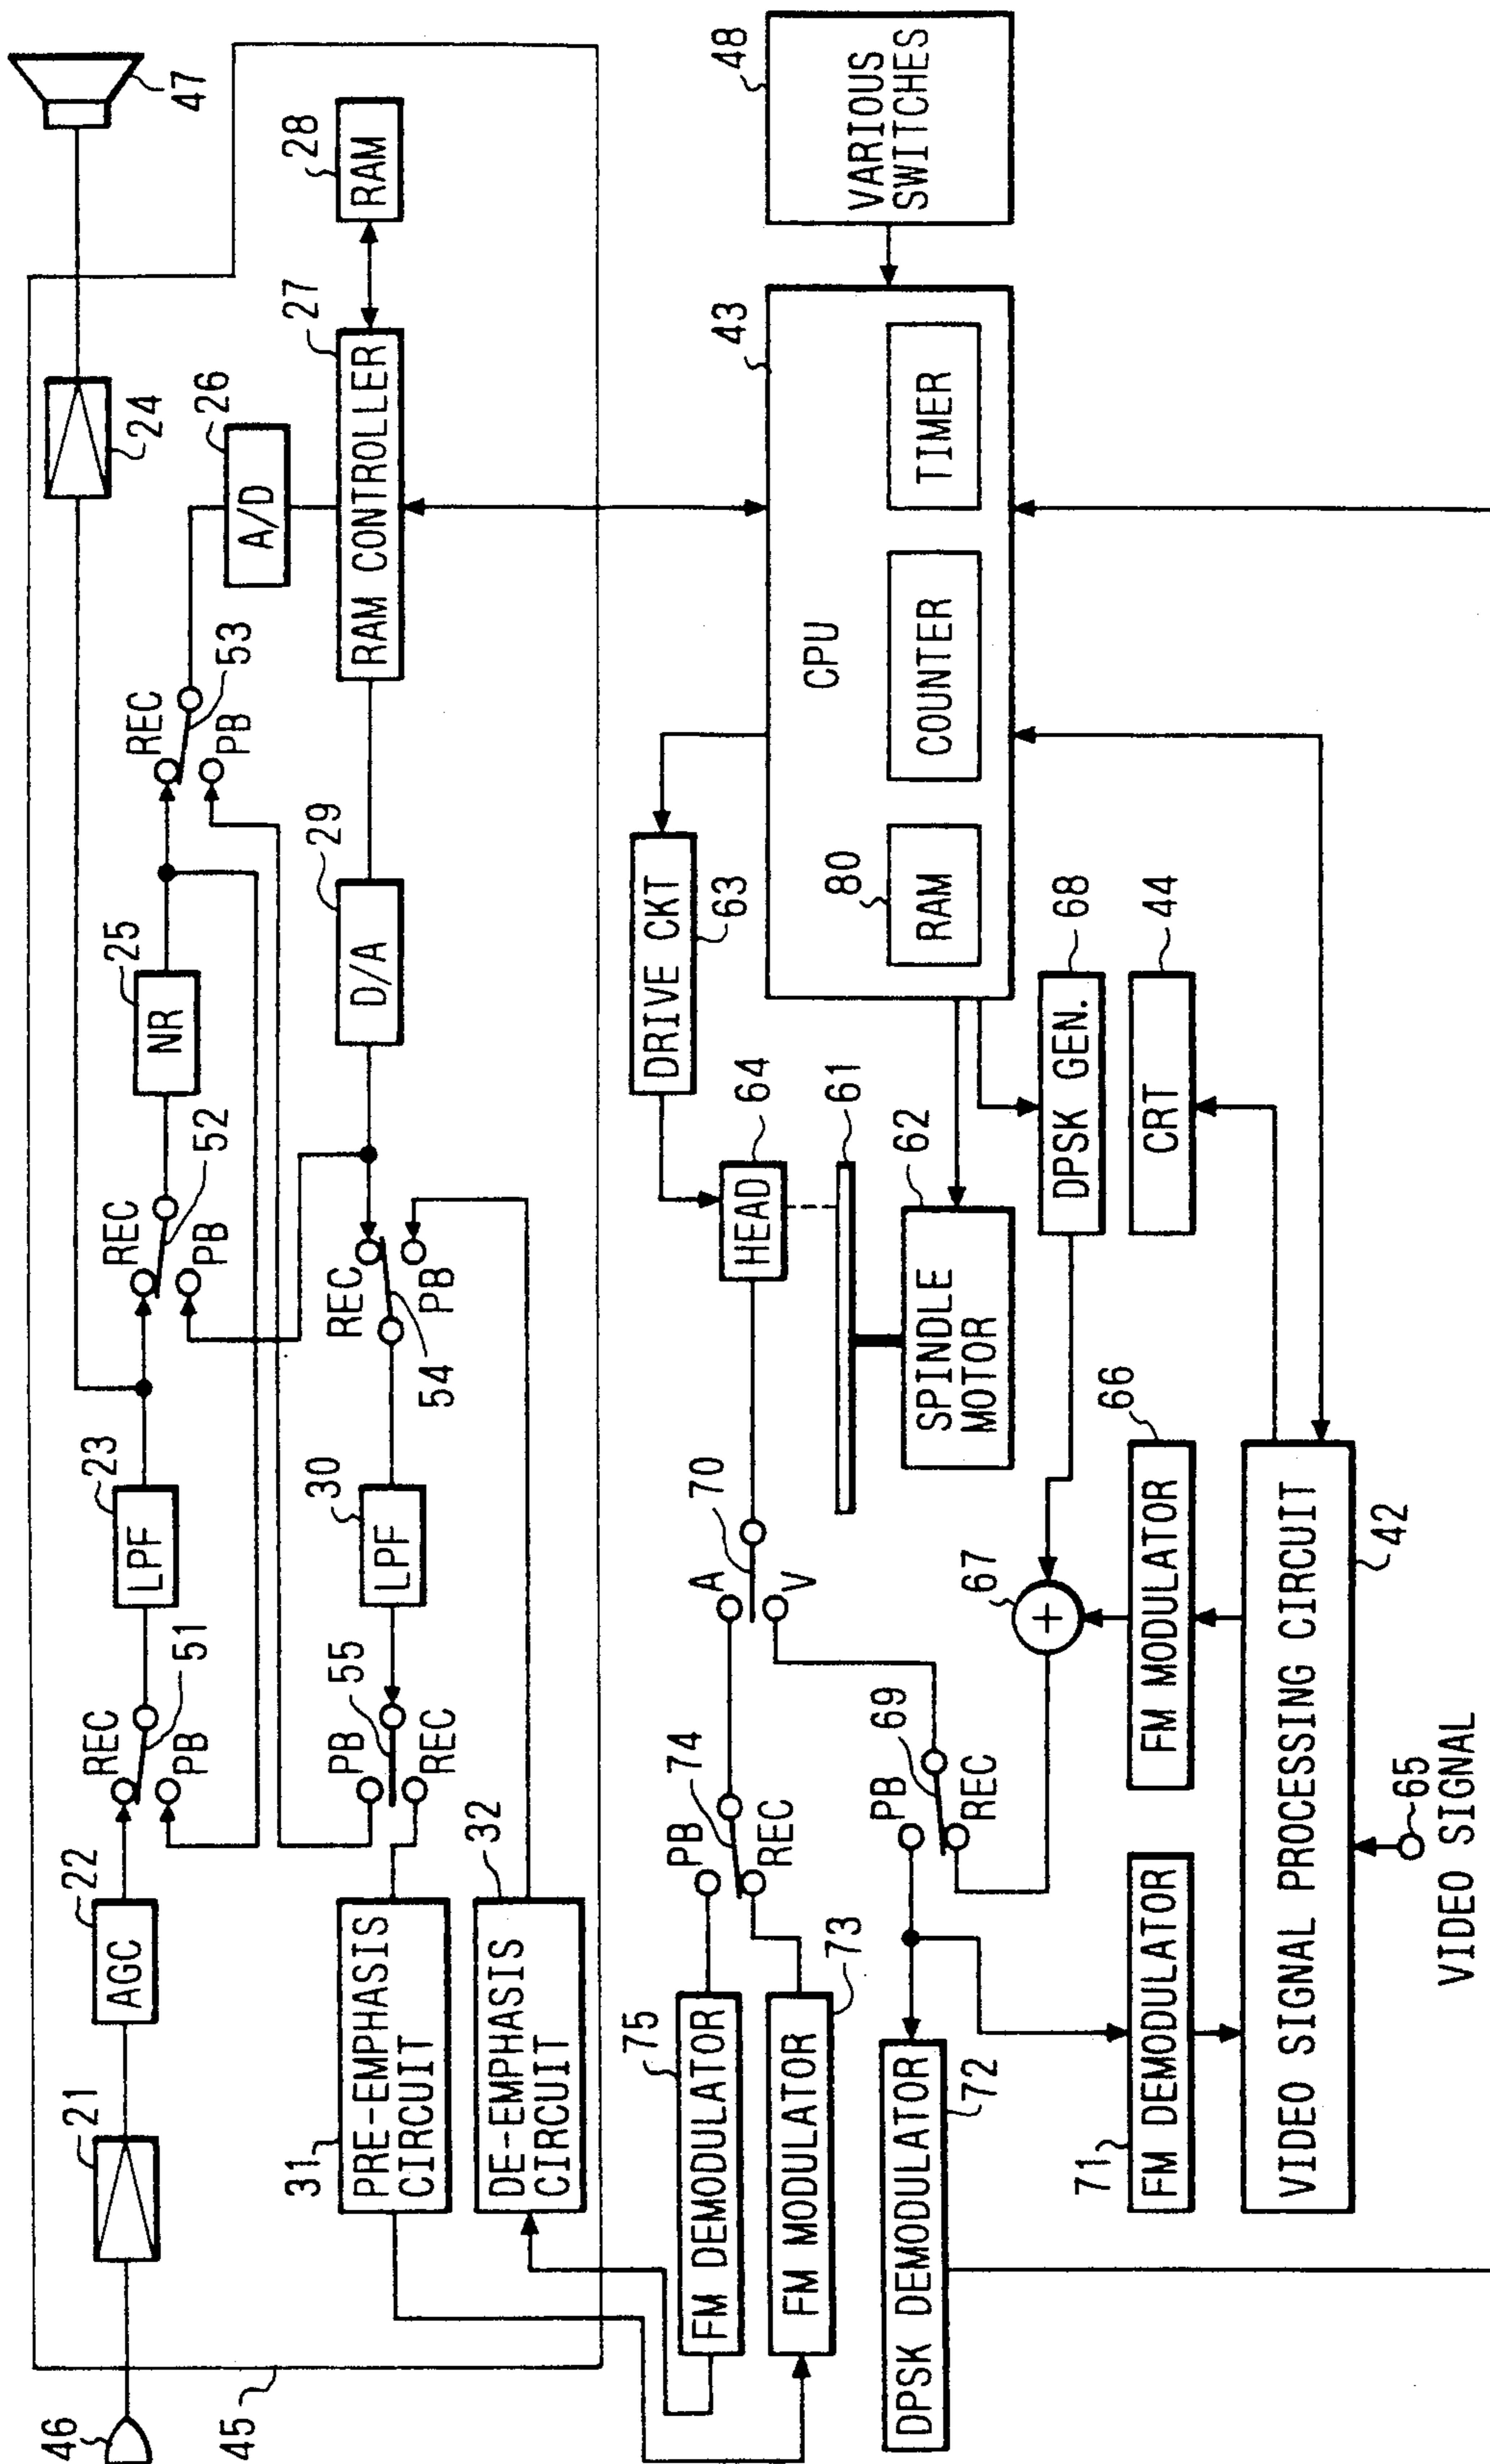 46
21
22
AGC
REC
51
PB
LPF
23
REC
52
PB
NR
25
REC
53
PB
A/D
26
24
47
45
31
PRE-EMPHASIS
CIRCUIT
DE-EMPHASIS
CIRCUIT
32
PB
55
REC
LPF
30
REC
54
PB
D/A
29
RAM CONTROLLER
27
RAM
28
FM DEMODULATOR
75
FM MODULATOR
73
PB
74
REC
A
70
V
HEAD
64
61
DRIVE CKT
63
SPINDLE
MOTOR
62
43
CPU
RAM
80
COUNTER
TIMER
VARIOUS
SWITCHES
48
DPSK DEMODULATOR
72
PB
69
REC
67
+
DPSK GEN.
68
CRT
44
71
FM DEMODULATOR
FM MODULATOR
66
VIDEO SIGNAL PROCESSING CIRCUIT
42
65
VIDEO SIGNAL